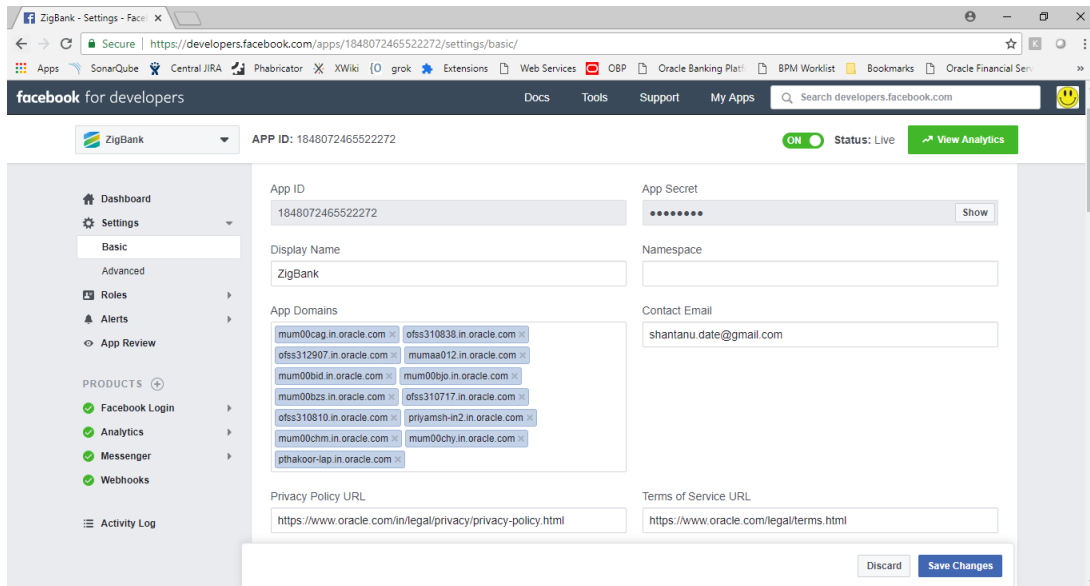 ZigBank - Settings - Face
Secure | https://developers.facebook.com/apps/1848072465522272/settings/basic/
Apps SonarQube Central JIRA Phabricator XWiki {O grok Extensions Web Services OBP Oracle Banking Platf BPM Worklist Bookmarks Oracle Financial Serv »
facebook for developers Docs Tools Support My Apps Search developers.facebook.com
ZigBank APP ID: 1848072465522272 ON Status: Live View Analytics
Dashboard
Settings
Basic
Advanced
Roles
Alerts
App Review
PRODUCTS
Facebook Login
Analytics
Messenger
Webhooks
Activity Log
App ID App Secret
1848072465522272 •••••••• Show
Display Name Namespace
ZigBank
App Domains Contact Email
mum00cag.in.oracle.com × ofss310838.in.oracle.com × shantanu.date@gmail.com
ofss312907.in.oracle.com × mumaa012.in.oracle.com ×
mum00bid.in.oracle.com × mum00bjo.in.oracle.com ×
mum00bzs.in.oracle.com × ofss310717.in.oracle.com ×
ofss310810.in.oracle.com × priyamsh-in2.in.oracle.com ×
mum00chm.in.oracle.com × mum00chy.in.oracle.com ×
pthakoor-lap.in.oracle.com ×
Privacy Policy URL Terms of Service URL
https://www.oracle.com/in/legal/privacy/privacy-policy.html https://www.oracle.com/legal/terms.html
Discard Save Changes